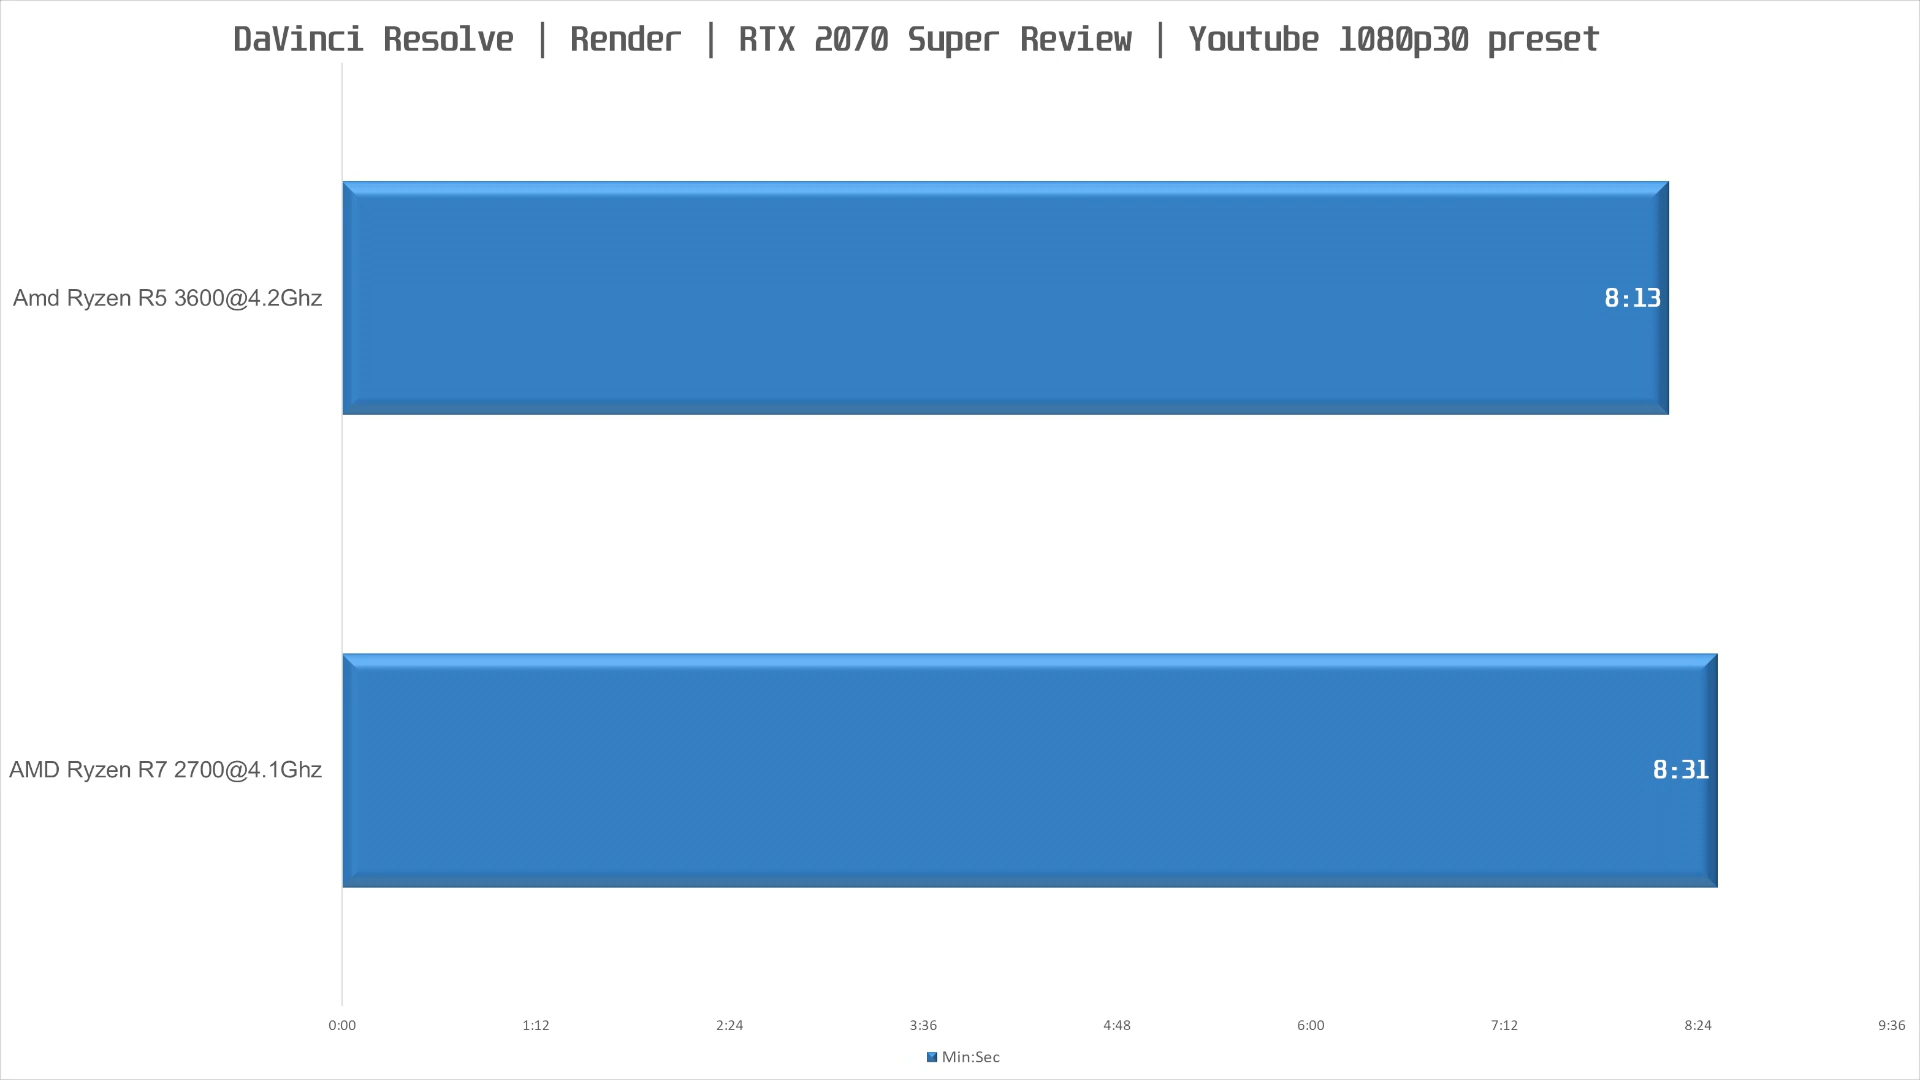 DaVinci Resolve | Render | RTX 2070 Super Review | Youtube 1080p30 preset
Amd Ryzen R5 3600@4.2Ghz
8:13
AMD Ryzen R7 2700@4.1Ghz
8:31
0:00 1:12 2:24 3:36 4:48 6:00 7:12 8:24 9:36
Min:Sec